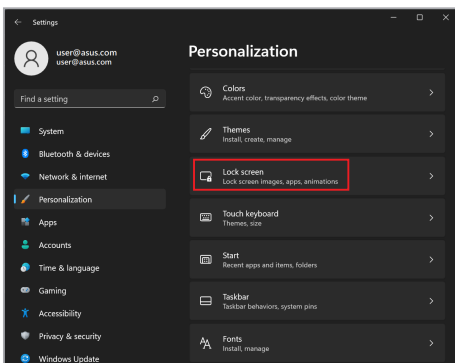 Settings
user@asus.com
user@asus.com
Find a setting
System
Bluetooth & devices
Network & internet
Personalization
Apps
Accounts
Time & language
Gaming
Accessibility
Privacy & security
Windows Update
Personalization
Colors
Accent color, transparency effects, color theme
Themes
Install, create, manage
Lock screen
Lock screen images, apps, animations
Touch keyboard
Themes, size
Start
Recent apps and items, folders
Taskbar
Taskbar behaviors, system pins
Fonts
Install, manage